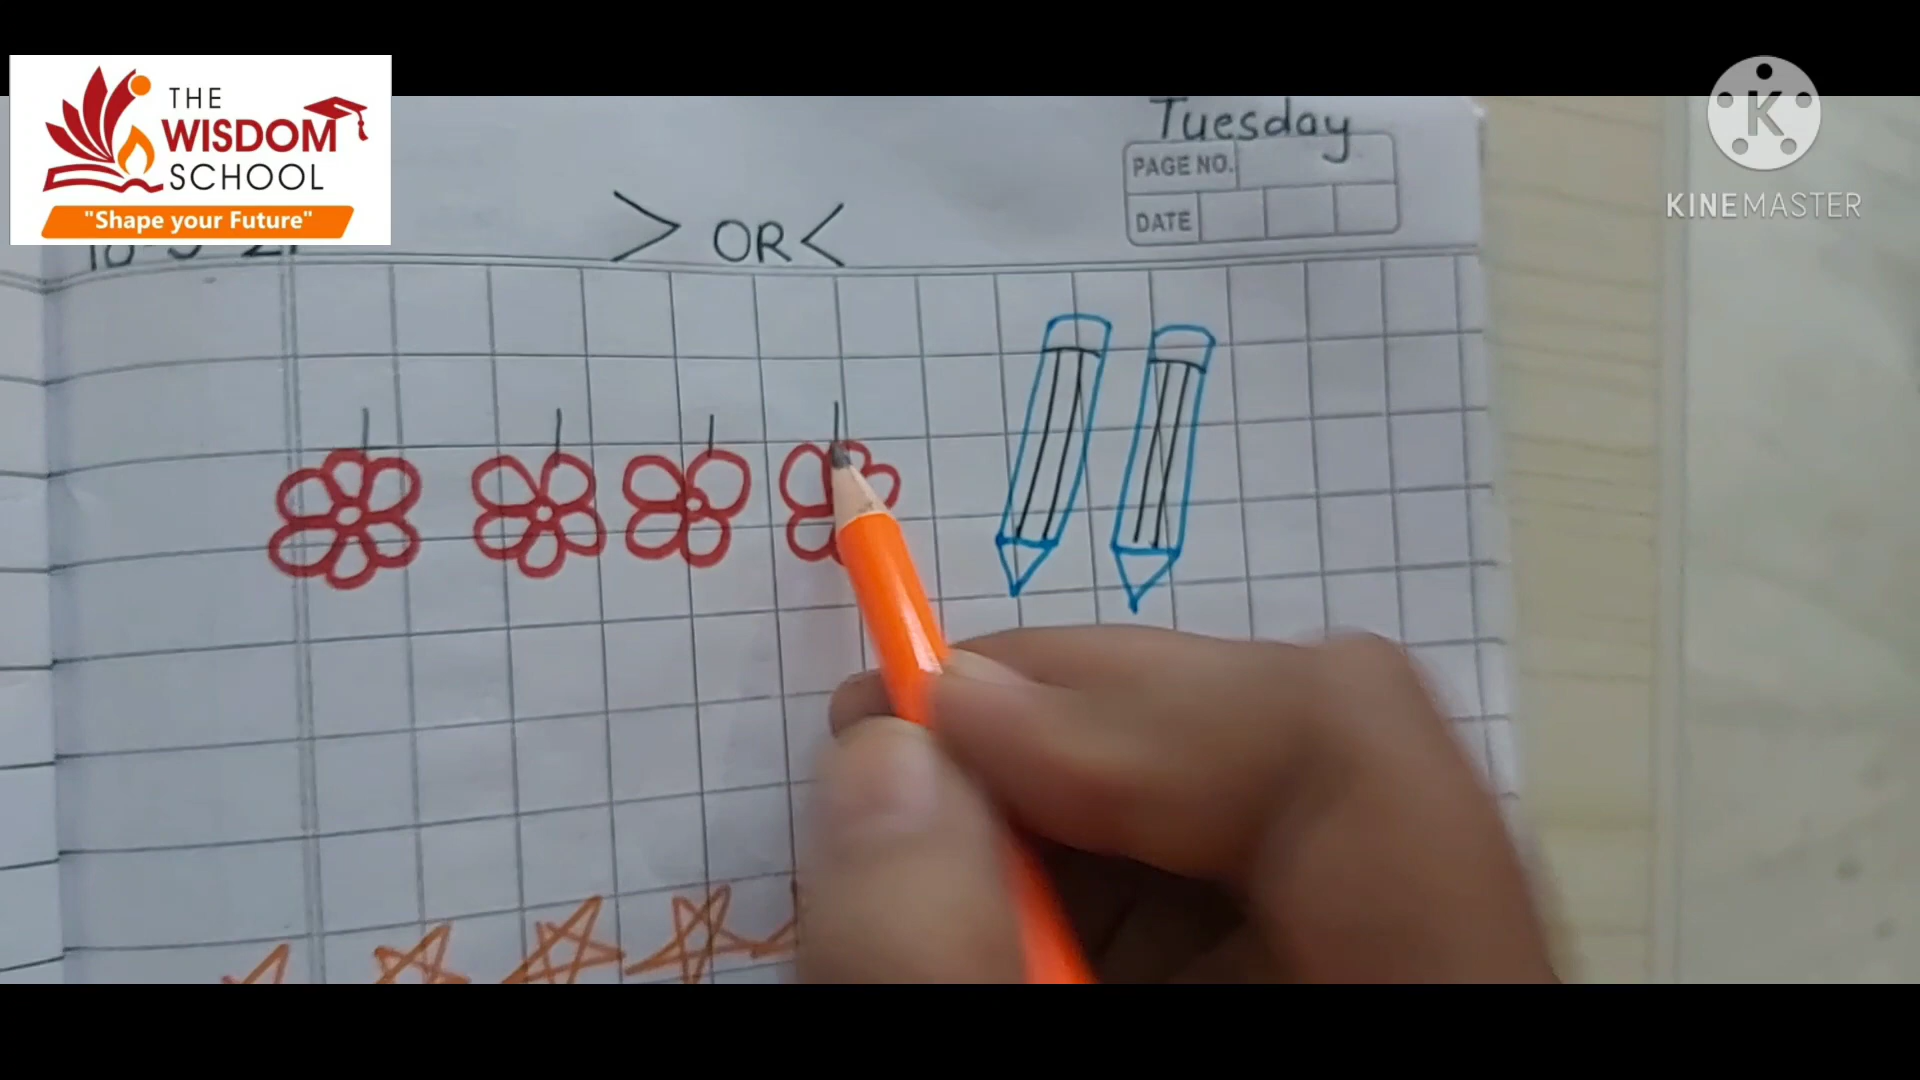 THE
WISDOM
SCHOOL
"Shape your Future"
Tuesday
PAGE NO.
DATE
> OR <
K
KINEMASTER